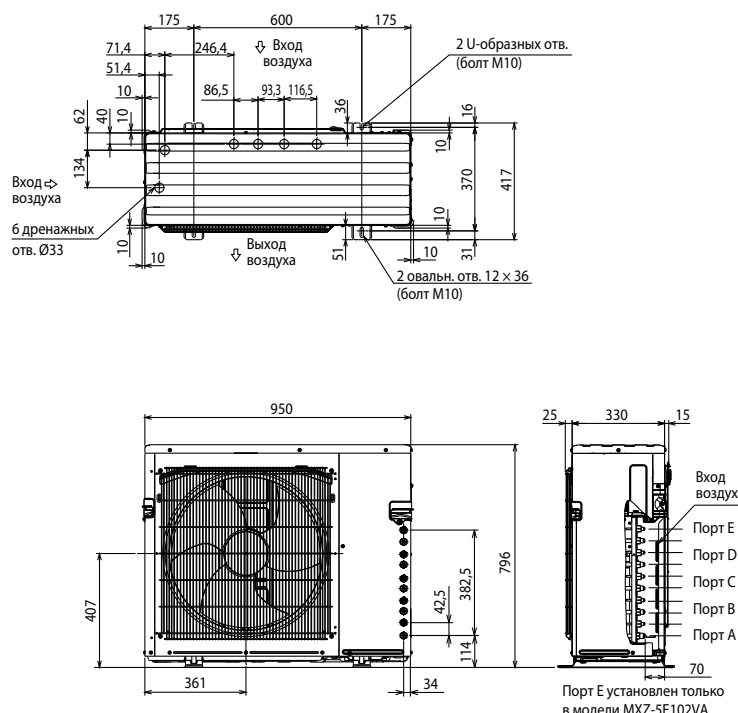 175 600 175
71,4 246,4 Вход
воздуха
2 U-образных отв.
(болт M10)
51,4
10 86,5 93,3 116,5 36 16
62 40 10 10
134 370 417
Вход
воздуха
6 дренажных
отв. Ø33
10 10
Выход
воздуха
51 10 31 10
2 овальн. отв. 12 × 36
(болт M10)
950
25 330 15
Вход
796
407
382,5
42,5
114
361 34
Порт E
Порт D
Порт C
Порт B
Порт A
70
Порт E установлен только